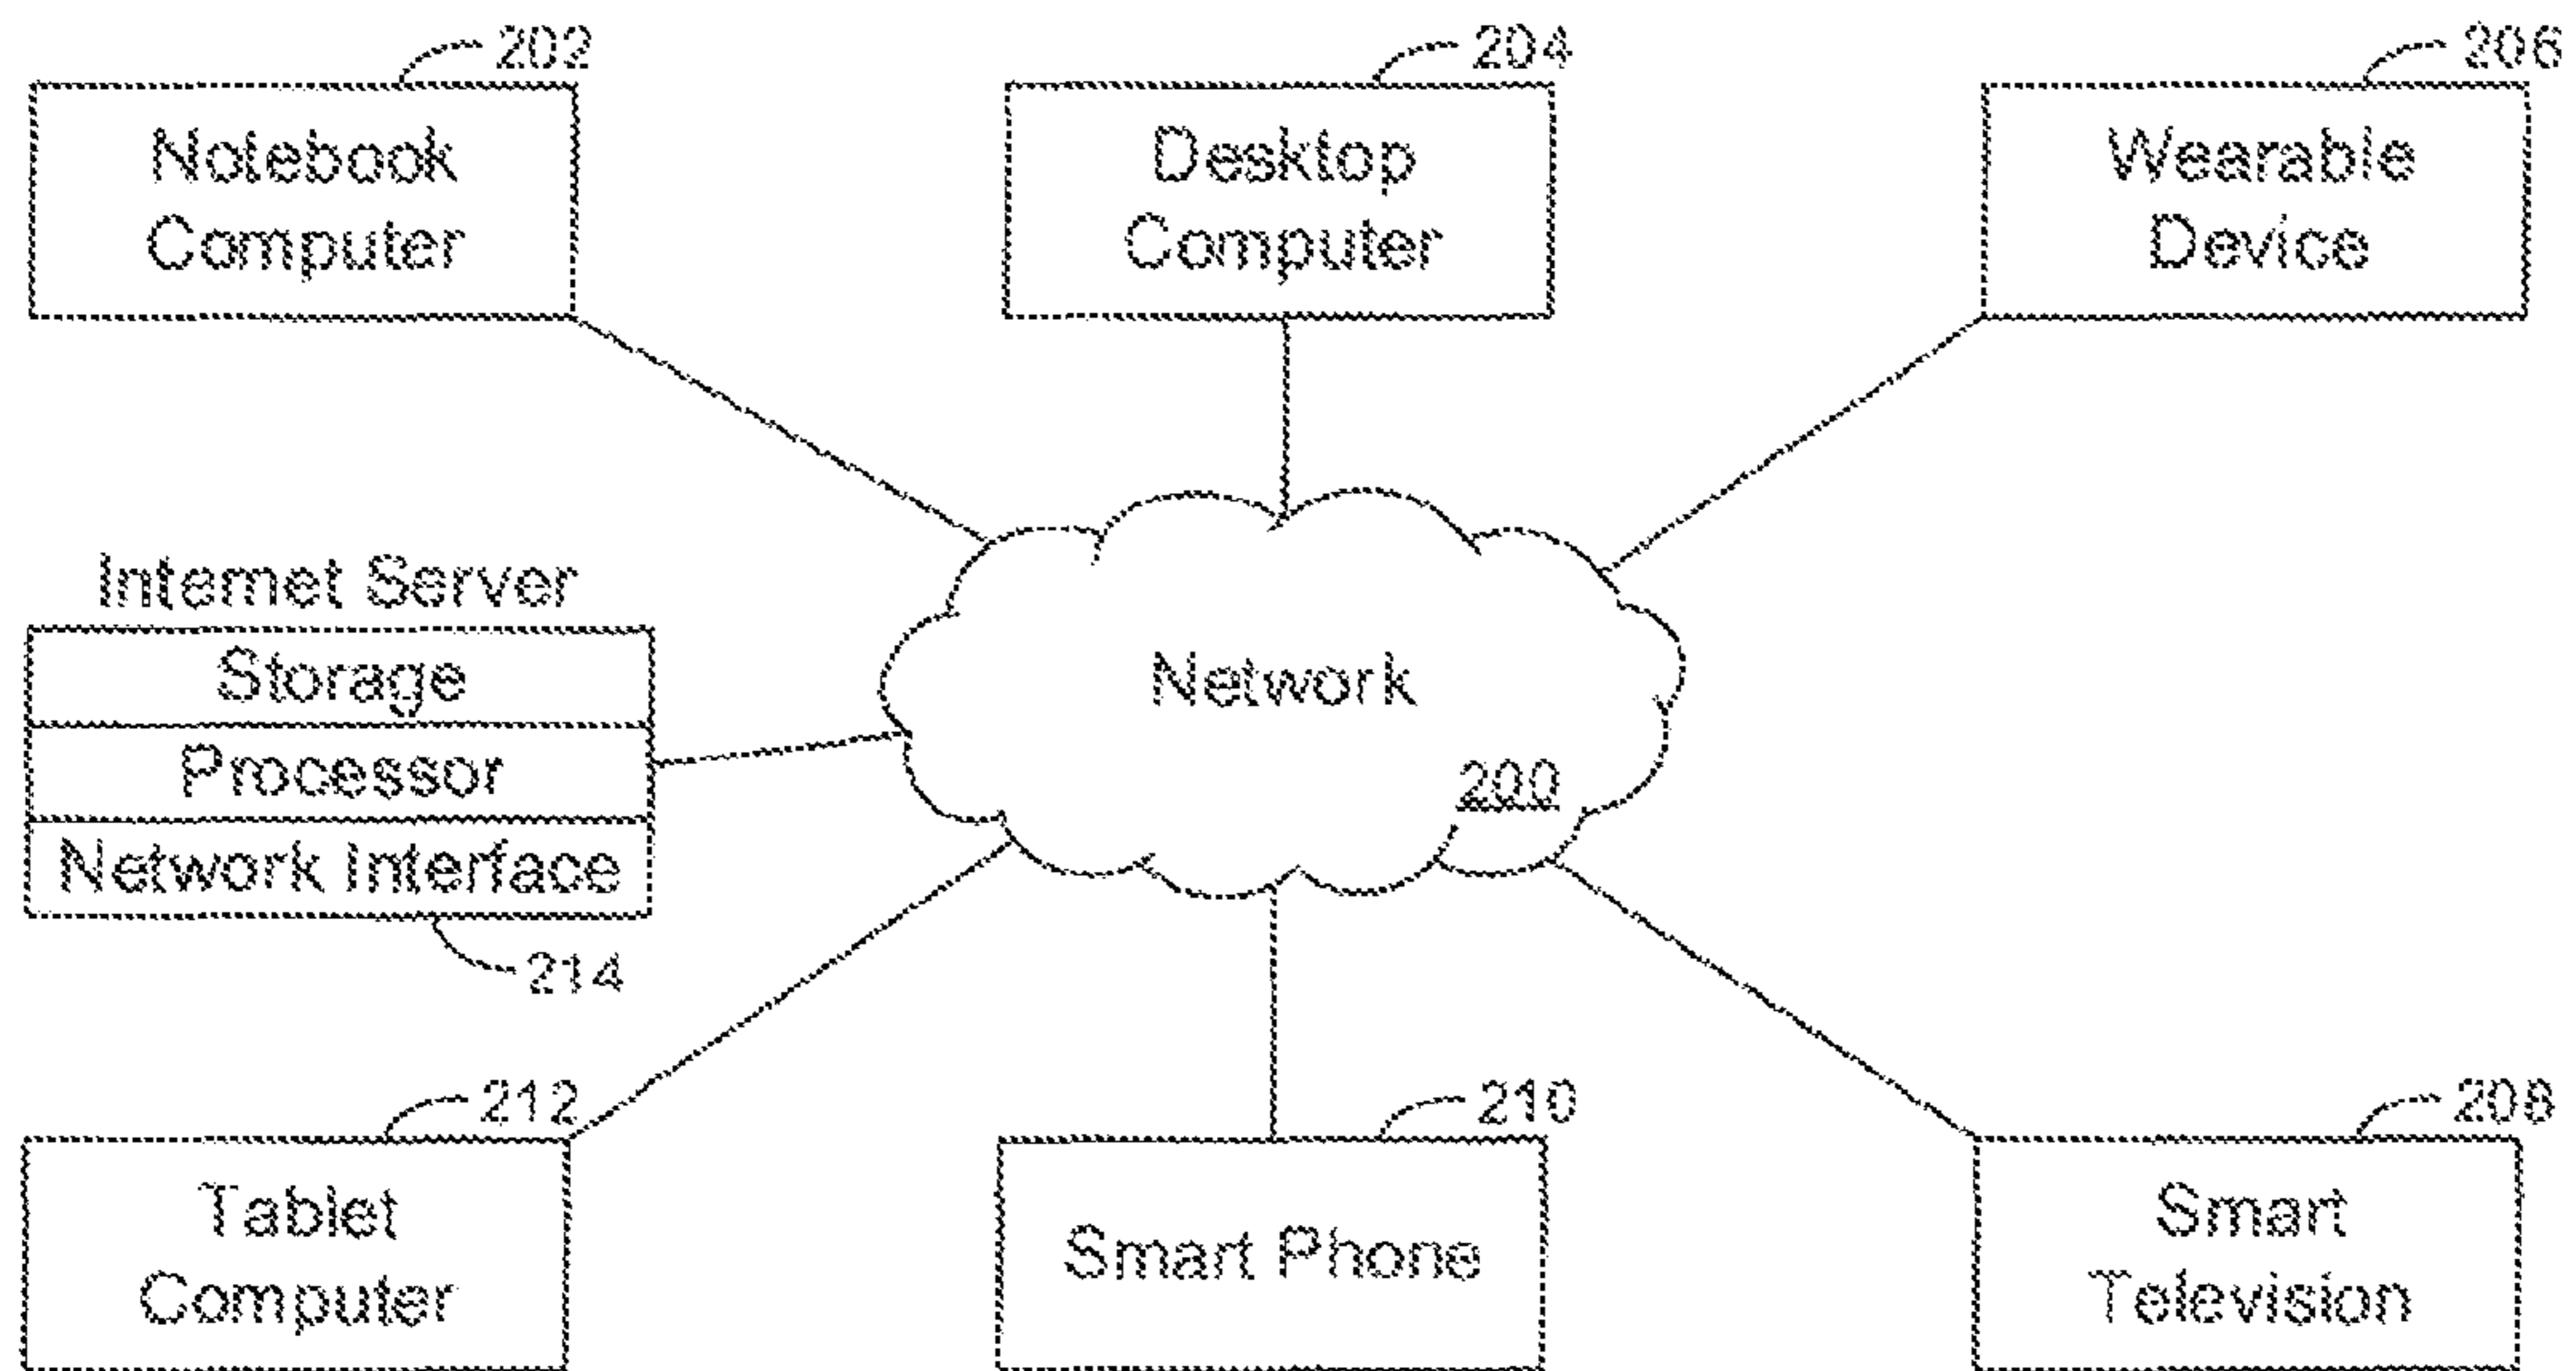 202
204
206
Notebook
Computer
Desktop
Computer
Wearable
Device
Internet Server
Storage
Processor
Network Interface
214
Network
200
212
210
208
Tablet
Computer
Smart Phone
Smart
Television